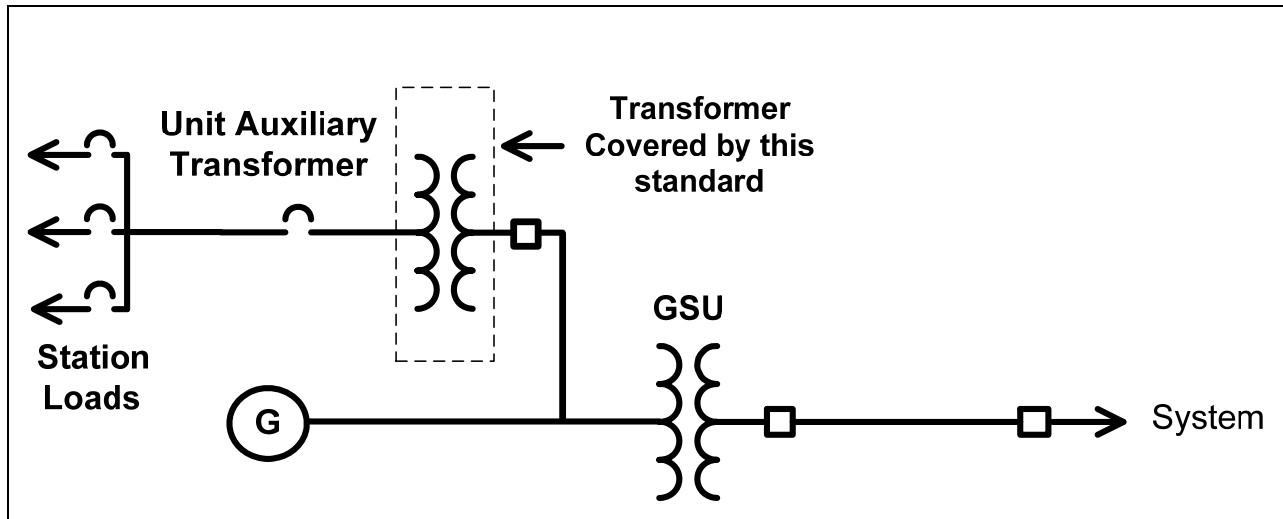 Unit Auxiliary
Transformer
Transformer
Covered by this
standard
GSU
Station
Loads
G
System